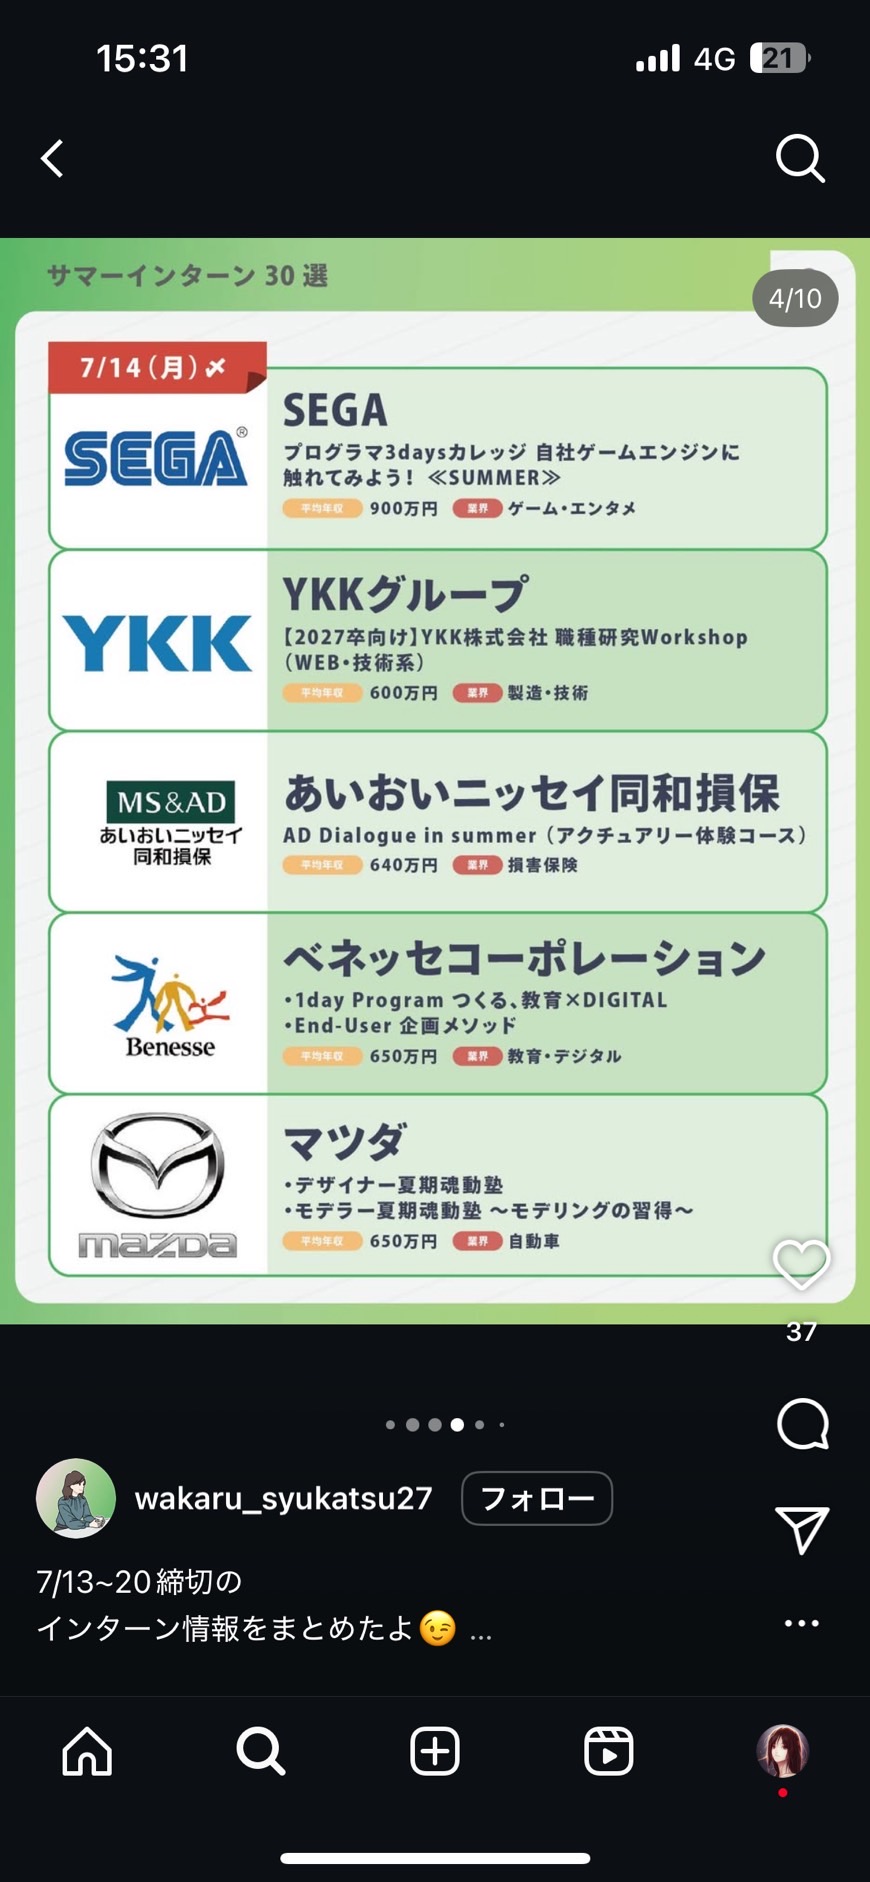 15:31
4G
21
サマーインターン 30 選
4/10
7/14(月)〆
SEGA®
SEGA
プログラマ3daysカレッジ 自社ゲームエンジンに
触れてみよう! ≪SUMMER≫
平均年収 900万円 業界 ゲーム・エンタメ
YKK
YKKグループ
【2027卒向け】YKK株式会社 職種研究Workshop
(WEB・技術系)
平均年収 600万円 業界 製造・技術
MS&AD
あいおいニッセイ
同和損保
あいおいニッセイ同和損保
AD Dialogue in summer(アクチュアリー体験コース)
平均年収 640万円 業界 損害保険
Benesse
ベネッセコーポレーション
・1day Program つくる、教育×DIGITAL
・End-User 企画メソッド
平均年収 650万円 業界 教育・デジタル
mazda
マツダ
・デザイナー夏期魂動塾
・モデラー夏期魂動塾 〜モデリングの習得〜
平均年収 650万円 業界 自動車
37
wakaru_syukatsu27
フォロー
7/13~20締切の
インターン情報をまとめたよ😉 ...